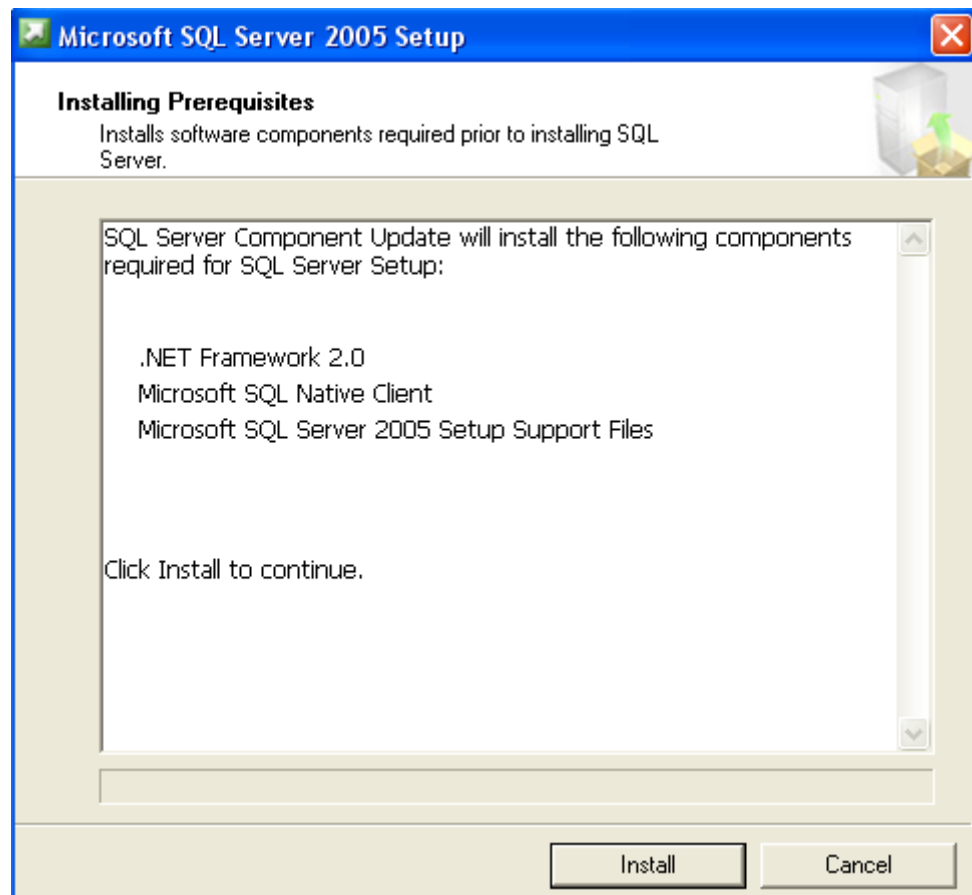 Microsoft SQL Server 2005 Setup
Installing Prerequisites
Installs software components required prior to installing SQL
Server.
SQL Server Component Update will install the following components
required for SQL Server Setup:
.NET Framework 2.0
Microsoft SQL Native Client
Microsoft SQL Server 2005 Setup Support Files
Click Install to continue.
Install
Cancel